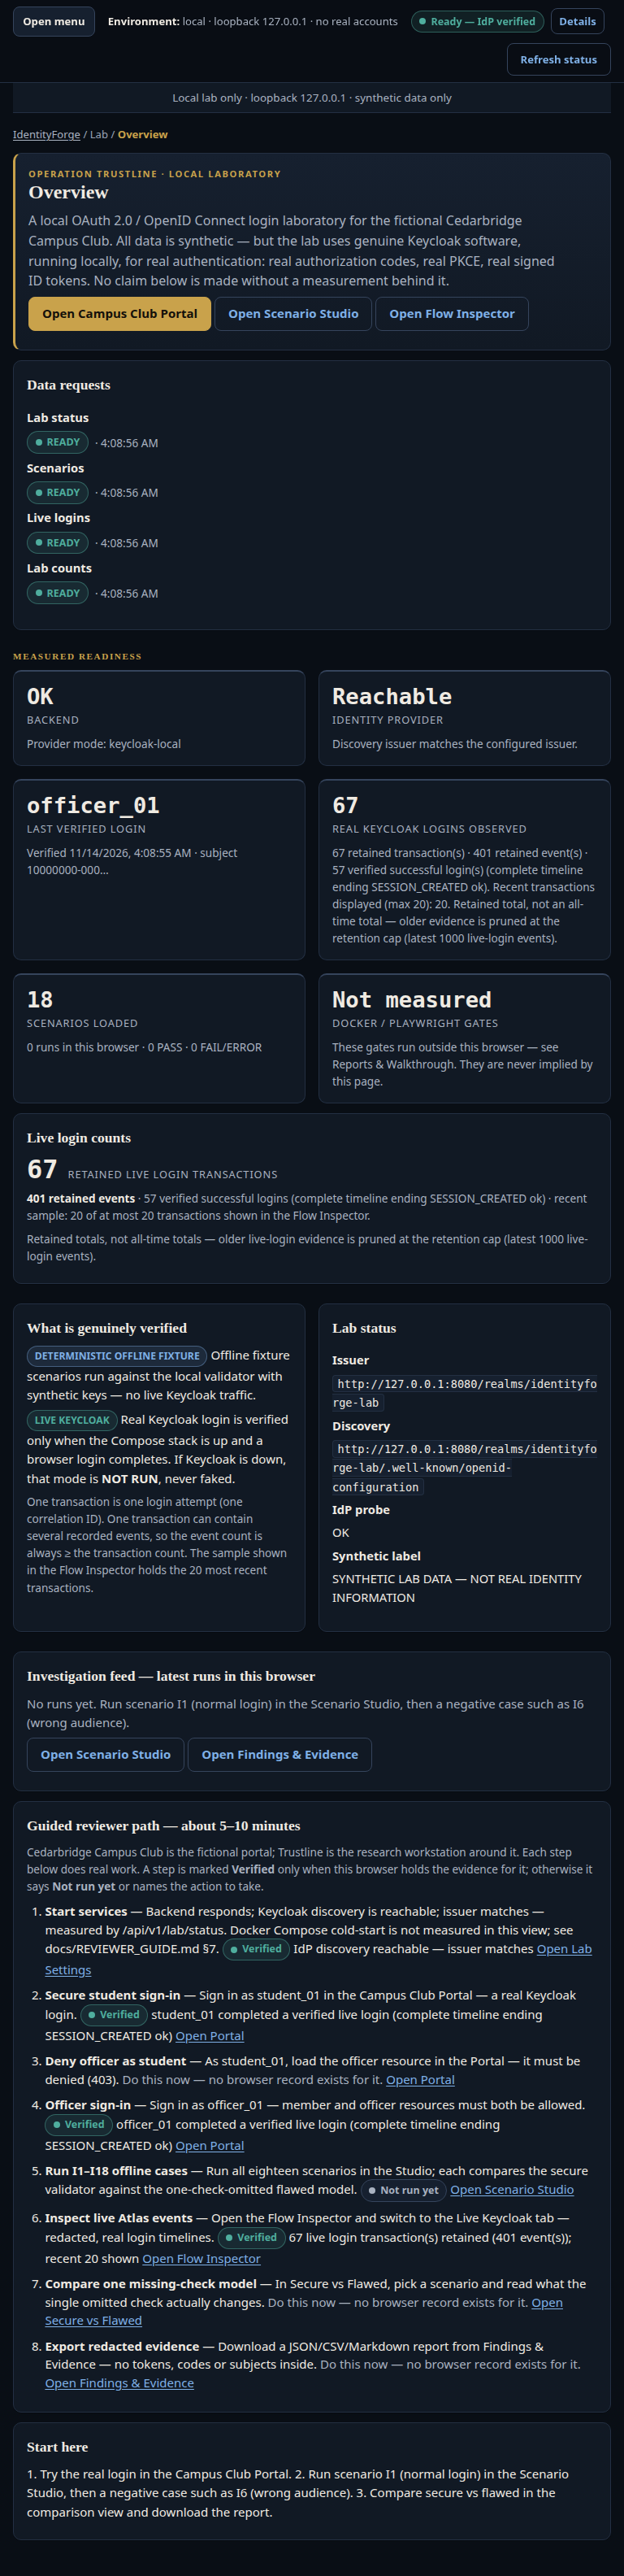 Open menu
Environment: local · loopback 127.0.0.1 · no real accounts
Ready — IdP verified
Details
Refresh status
Local lab only · loopback 127.0.0.1 · synthetic data only
IdentityForge / Lab / Overview
OPERATION TRUSTLINE · LOCAL LABORATORY
Overview
A local OAuth 2.0 / OpenID Connect login laboratory for the fictional Cedarbridge
Campus Club. All data is synthetic — but the lab uses genuine Keycloak software,
running locally, for real authentication: real authorization codes, real PKCE, real signed
ID tokens. No claim below is made without a measurement behind it.
Open Campus Club Portal
Open Scenario Studio
Open Flow Inspector
Data requests
Lab status
READY · 4:08:56 AM
Scenarios
READY · 4:08:56 AM
Live logins
READY · 4:08:56 AM
Lab counts
READY · 4:08:56 AM
MEASURED READINESS
OK
BACKEND
Provider mode: keycloak-local
Reachable
IDENTITY PROVIDER
Discovery issuer matches the configured issuer.
officer_01
LAST VERIFIED LOGIN
Verified 11/14/2026, 4:08:55 AM · subject
10000000-000…
67
REAL KEYCLOAK LOGINS OBSERVED
67 retained transaction(s) · 401 retained event(s) ·
57 verified successful login(s) (complete timeline
ending SESSION_CREATED ok). Recent transactions
displayed (max 20): 20. Retained total, not an all-
time total — older evidence is pruned at the
retention cap (latest 1000 live-login events).
18
SCENARIOS LOADED
0 runs in this browser · 0 PASS · 0 FAIL/ERROR
Not measured
DOCKER / PLAYWRIGHT GATES
These gates run outside this browser — see
Reports & Walkthrough. They are never implied by
this page.
Live login counts
67 RETAINED LIVE LOGIN TRANSACTIONS
401 retained events · 57 verified successful logins (complete timeline ending SESSION_CREATED ok) · recent
sample: 20 of at most 20 transactions shown in the Flow Inspector.
Retained totals, not all-time totals — older live-login evidence is pruned at the retention cap (latest 1000 live-
login events).
What is genuinely verified
DETERMINISTIC OFFLINE FIXTURE Offline fixture
scenarios run against the local validator with
synthetic keys — no live Keycloak traffic.
LIVE KEYCLOAK Real Keycloak login is verified
only when the Compose stack is up and a
browser login completes. If Keycloak is down,
that mode is NOT RUN, never faked.
One transaction is one login attempt (one
correlation ID). One transaction can contain
several recorded events, so the event count is
always ≥ the transaction count. The sample shown
in the Flow Inspector holds the 20 most recent
transactions.
Lab status
Issuer
http://127.0.0.1:8080/realms/identityfo
rge-lab
Discovery
http://127.0.0.1:8080/realms/identityfo
rge-lab/.well-known/openid-
configuration
IdP probe
OK
Synthetic label
SYNTHETIC LAB DATA — NOT REAL IDENTITY
INFORMATION
Investigation feed — latest runs in this browser
No runs yet. Run scenario I1 (normal login) in the Scenario Studio, then a negative case such as I6
(wrong audience).
Open Scenario Studio
Open Findings & Evidence
Guided reviewer path — about 5–10 minutes
Cedarbridge Campus Club is the fictional portal; Trustline is the research workstation around it. Each step
below does real work. A step is marked Verified only when this browser holds the evidence for it; otherwise it
says Not run yet or names the action to take.
1. Start services — Backend responds; Keycloak discovery is reachable; issuer matches —
measured by /api/v1/lab/status. Docker Compose cold-start is not measured in this view; see
docs/REVIEWER_GUIDE.md §7. Verified IdP discovery reachable — issuer matches Open Lab
Settings
2. Secure student sign-in — Sign in as student_01 in the Campus Club Portal — a real Keycloak
login. Verified student_01 completed a verified live login (complete timeline ending
SESSION_CREATED ok) Open Portal
3. Deny officer as student — As student_01, load the officer resource in the Portal — it must be
denied (403). Do this now — no browser record exists for it. Open Portal
4. Officer sign-in — Sign in as officer_01 — member and officer resources must both be allowed.
Verified officer_01 completed a verified live login (complete timeline ending
SESSION_CREATED ok) Open Portal
5. Run I1–I18 offline cases — Run all eighteen scenarios in the Studio; each compares the secure
validator against the one-check-omitted flawed model. Not run yet Open Scenario Studio
6. Inspect live Atlas events — Open the Flow Inspector and switch to the Live Keycloak tab —
redacted, real login timelines. Verified 67 live login transaction(s) retained (401 event(s));
recent 20 shown Open Flow Inspector
7. Compare one missing-check model — In Secure vs Flawed, pick a scenario and read what the
single omitted check actually changes. Do this now — no browser record exists for it. Open
Secure vs Flawed
8. Export redacted evidence — Download a JSON/CSV/Markdown report from Findings &
Evidence — no tokens, codes or subjects inside. Do this now — no browser record exists for it.
Open Findings & Evidence
Start here
1. Try the real login in the Campus Club Portal. 2. Run scenario I1 (normal login) in the Scenario
Studio, then a negative case such as I6 (wrong audience). 3. Compare secure vs flawed in the
comparison view and download the report.